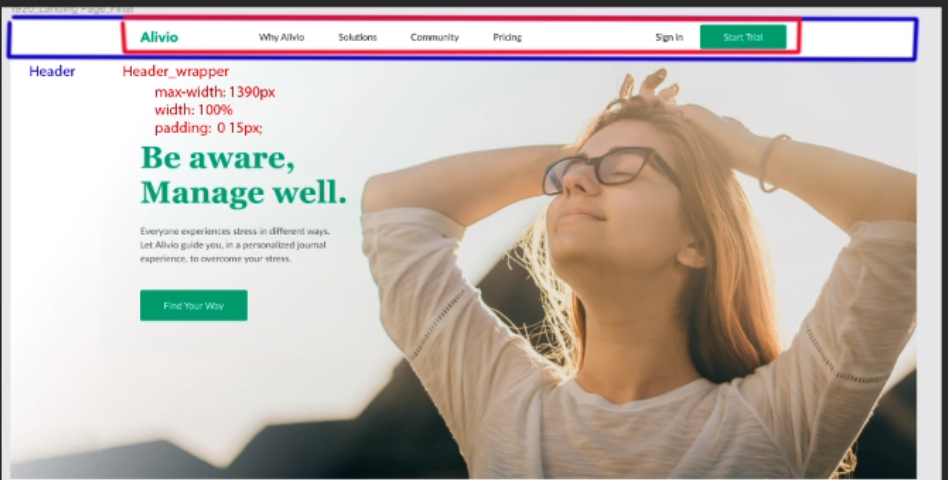 Alivio
Why Alivio
Solutions
Community
Pricing
Sign in
Start Trial
Header
Header_wrapper
max-width: 1390px
width: 100%
padding: 0 15px;
Be aware,
Manage well.
Everyone experiences stress in different ways.
Let Alivio guide you, in a personalized journal
experience, to overcome your stress.
Find Your Way